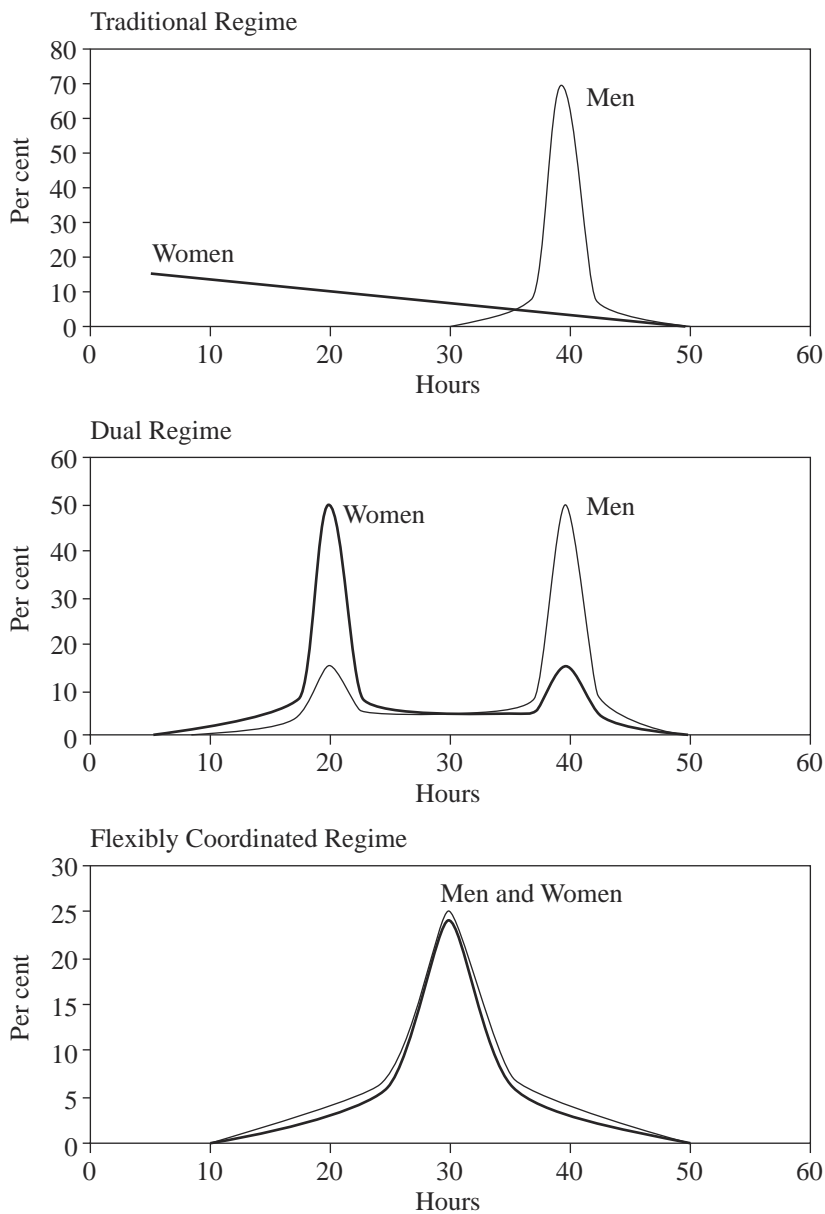 Traditional Regime
80
70
60
50
40
30
20
10
0
Per cent
Men
Women
0 10 20 30 40 50 60
Hours
Dual Regime
60
50
40
30
20
10
0
Per cent
Women
Men
0 10 20 30 40 50 60
Hours
Flexibly Coordinated Regime
30
25
20
15
10
5
0
Per cent
Men and Women
0 10 20 30 40 50 60
Hours